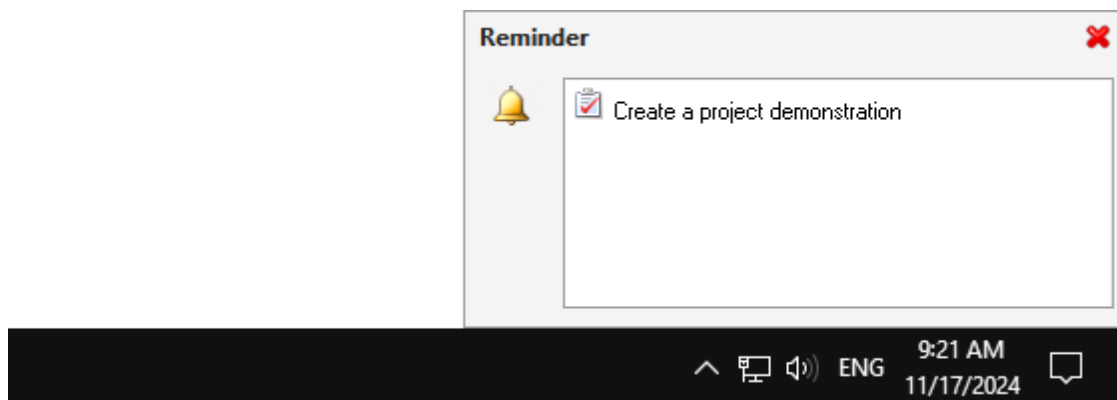 Reminder
Create a project demonstration
ENG
9:21 AM
11/17/2024